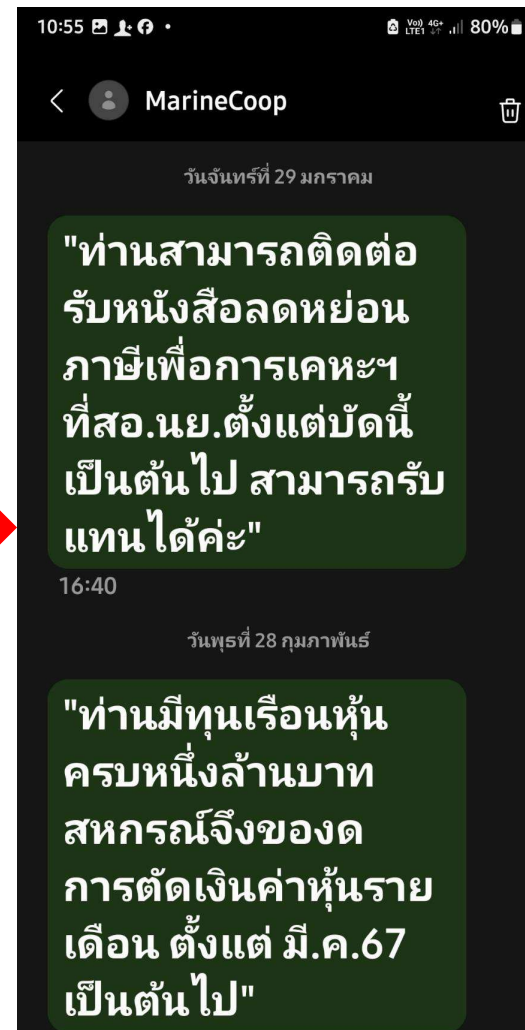 10:55
Vo)) 4G+
LTE1
80%
MarineCoop
วันจันทร์ที่ 29 มกราคม
"ท่านสามารถติดต่อ
รับหนังสือลดหย่อน
ภาษีเพื่อการเคหะฯ
ที่สอ.นย.ตั้งแต่บัดนี้
เป็นต้นไป สามารถรับ
แทนได้ค่ะ"
16:40
วันพุธที่ 28 กุมภาพันธ์
"ท่านมีทุนเรือนหุ้น
ครบหนึ่งล้านบาท
สหกรณ์จึงของด
การตัดเงินค่าหุ้นราย
เดือน ตั้งแต่ มี.ค.67
เป็นต้นไป"